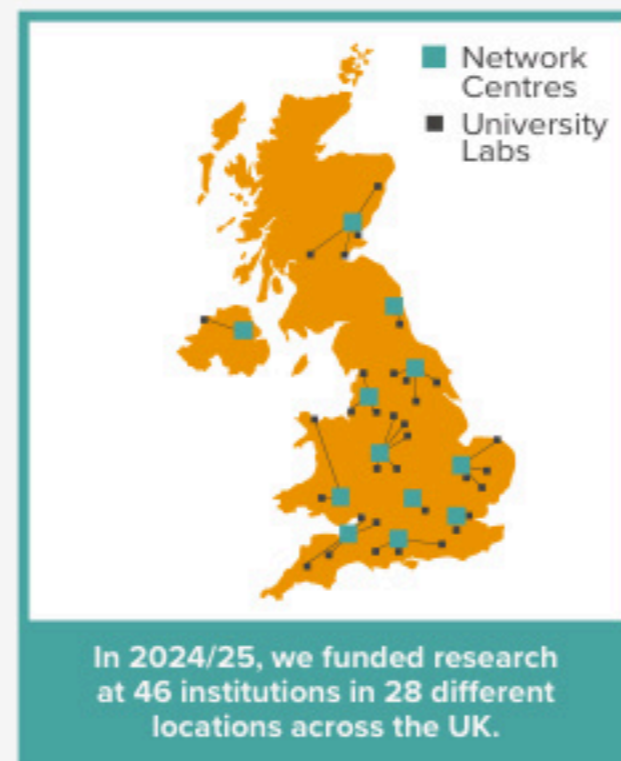 Network
Centres
University
Labs
In 2024/25, we funded research
at 46 institutions in 28 different
locations across the UK.